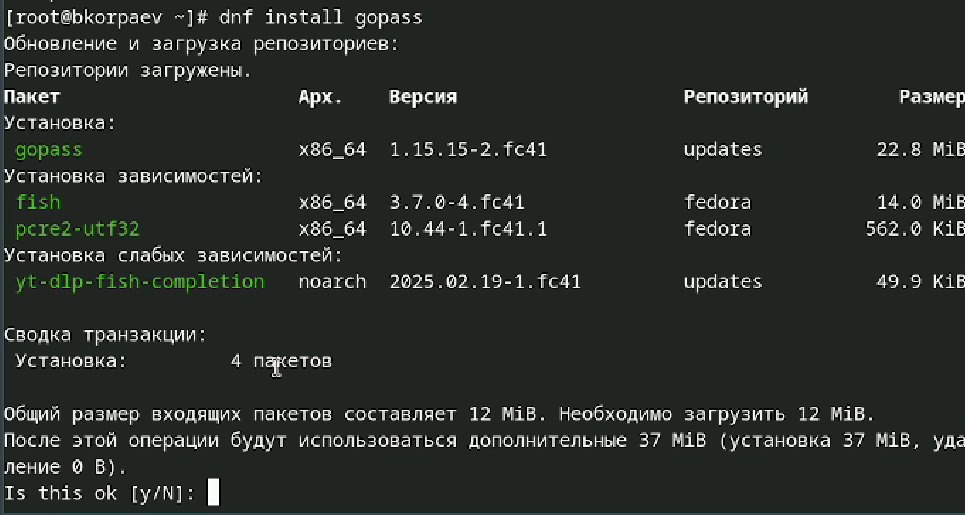 [root@bkorpaev ~]# dnf install gopass
Обновление и загрузка репозиториев:
Репозитории загружены.
Пакет Арх. Версия Репозиторий Размер
Установка:
gopass x86_64 1.15.15-2.fc41 updates 22.8 MiB
Установка зависимостей:
fish x86_64 3.7.0-4.fc41 fedora 14.0 MiB
pcre2-utf32 x86_64 10.44-1.fc41.1 fedora 562.0 KiB
Установка слабых зависимостей:
yt-dlp-fish-completion noarch 2025.02.19-1.fc41 updates 49.9 KiB
Сводка транзакции:
Установка: 4 пакетов
Общий размер входящих пакетов составляет 12 MiB. Необходимо загрузить 12 MiB.
После этой операции будут использоваться дополнительные 37 MiB (установка 37 MiB, уда
ление 0 B).
Is this ok [y/N]: